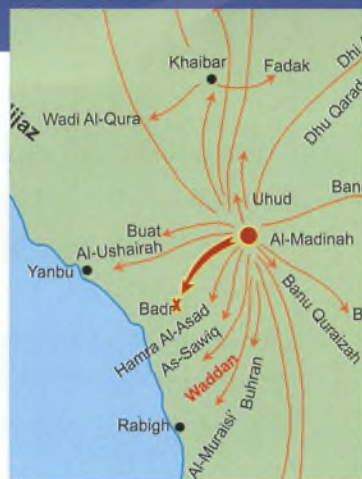 Khaibar
Fadak
Dhi
Dhu Qarad
Wadi Al-Qura
Uhud
Buat
Al-Madinah
Al-Ushairah
Yanbu
Banu Quraizah
Badr
Hamra Al-Asad
As-Sawiq
Waddan
Buhran
Al-Muraisi'
Rabigh